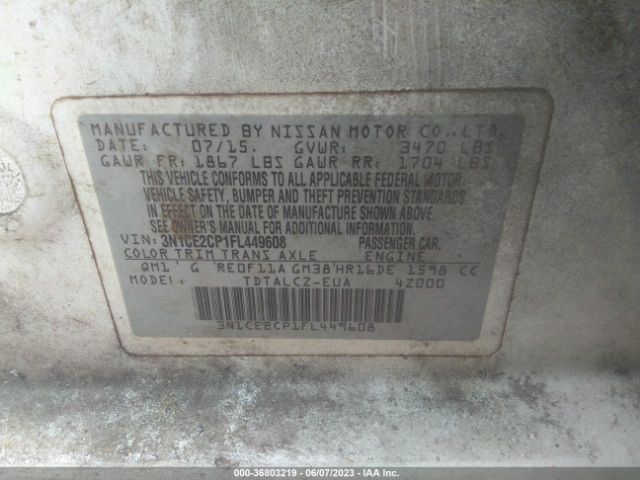 MANUFACTURED BY NISSAN MOTOR CO., LTD.
DATE: 07/15. GVWR: 3470 LBS
GAWR FR: 1867 LBS GAWR RR: 1704 LBS
THIS VEHICLE CONFORMS TO ALL APPLICABLE FEDERAL MOTOR
VEHICLE SAFETY, BUMPER AND THEFT PREVENTION STANDARDS
IN EFFECT ON THE DATE OF MANUFACTURE SHOWN ABOVE.
SEE OWNER'S MANUAL FOR ADDITIONAL INFORMATION.
VIN: 3N1CE2CP1FL449608 PASSENGER CAR.
COLOR TRIM TRANS AXLE ENGINE
QM1 G RE0F11A GM38 HR16DE 1598 CC
MODEL: TDTALCZ-EUA 4Z000
3N1CE2CP1FL449608
000-36803219 - 06/07/2023 - IAA Inc.